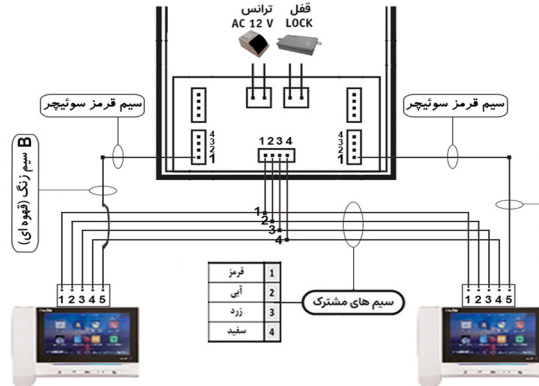 ترانس
AC 12 V
قفل
LOCK
سیم قرمز سوئیچر
سیم قرمز سوئیچر
4
3
2
1
1 2 3 4
4
3
2
1
سیم زنگ (قهوه ای) B
1
2
3
4
قرمز 1
آبی 2
زرد 3
سفید 4
سیم های مشترک
1 2 3 4 5
1 2 3 4 5